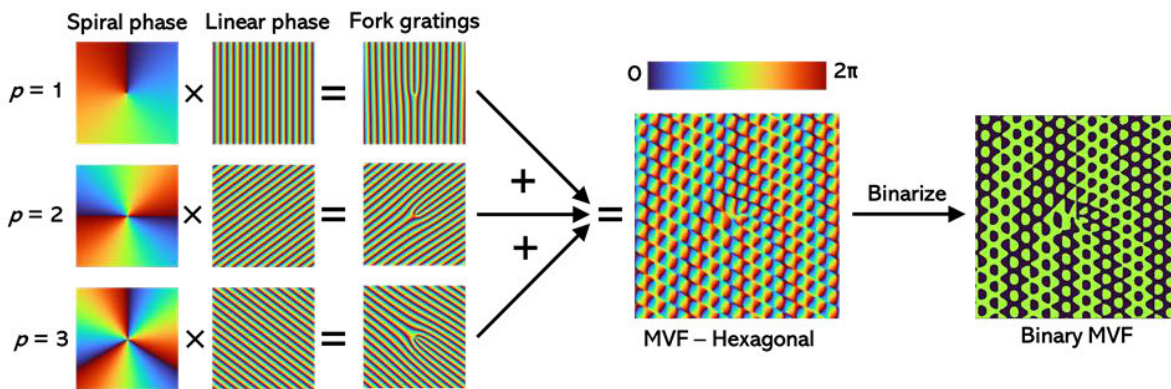 Spiral phase Linear phase Fork gratings
p = 1 × = 0 2π
p = 2 × = + + = Binarize
p = 3 × =
MVF – Hexagonal Binary MVF